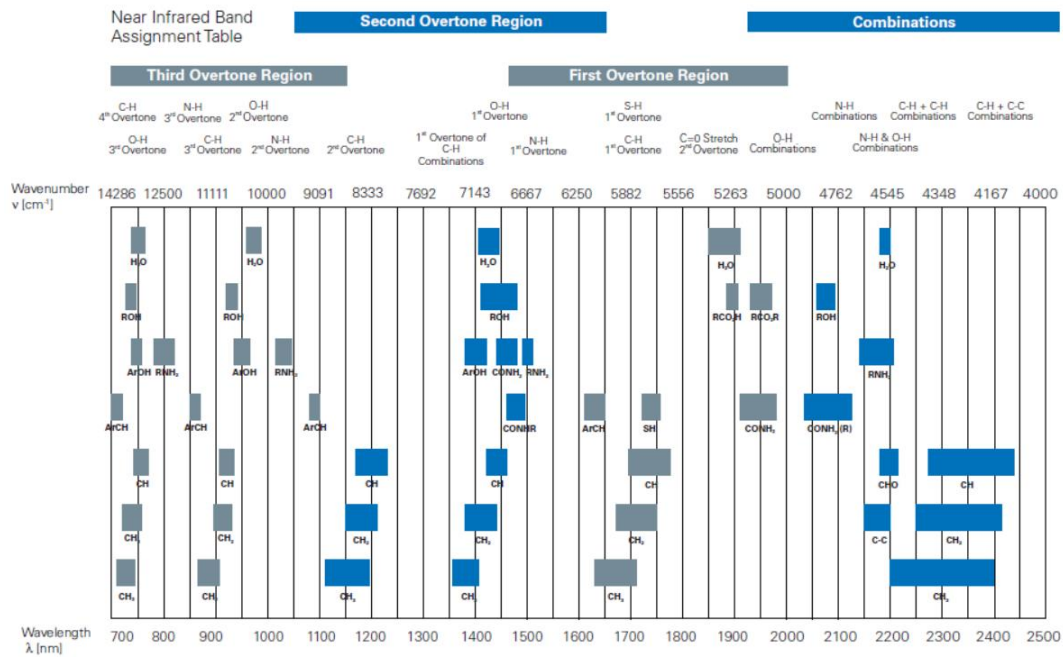 Near Infrared Band
Assignment Table
Second Overtone Region
Combinations
Third Overtone Region
First Overtone Region
C-H
4th Overtone
N-H
3rd Overtone
O-H
2nd Overtone
O-H
1st Overtone
S-H
1st Overtone
N-H
Combinations
C-H + C-H
Combinations
C-H + C-C
Combinations
O-H
3rd Overtone
C-H
3rd Overtone
N-H
2nd Overtone
C-H
2nd Overtone
1st Overtone of
C-H
Combinations
N-H
1st Overtone
C-H
1st Overtone
C=0 Stretch
2nd Overtone
O-H
Combinations
N-H & O-H
Combinations
Wavenumber
ν [cm⁻¹]
14286 12500 11111 10000 9091 8333 7692 7143 6667 6250 5882 5556 5263 5000 4762 4545 4348 4167 4000
H₂O H₂O H₂O H₂O H₂O
ROH ROH ROH RCO₂H RCO₂R ROH
ArOH RNH₂ ArOH RNH₂ ArOH CONH₂ RNH₂ RNH₂
ArCH ArCH ArCH CONHR ArCH SH CONH₂ CONH₂(R)
CH CH CH CH CH CHO CH
CH₂ CH₂ CH₂ CH₂ CH₂ C-C CH₂
CH₃ CH₃ CH₃ CH₃ CH₃ CH₃
Wavelength
λ [nm]
700 800 900 1000 1100 1200 1300 1400 1500 1600 1700 1800 1900 2000 2100 2200 2300 2400 2500